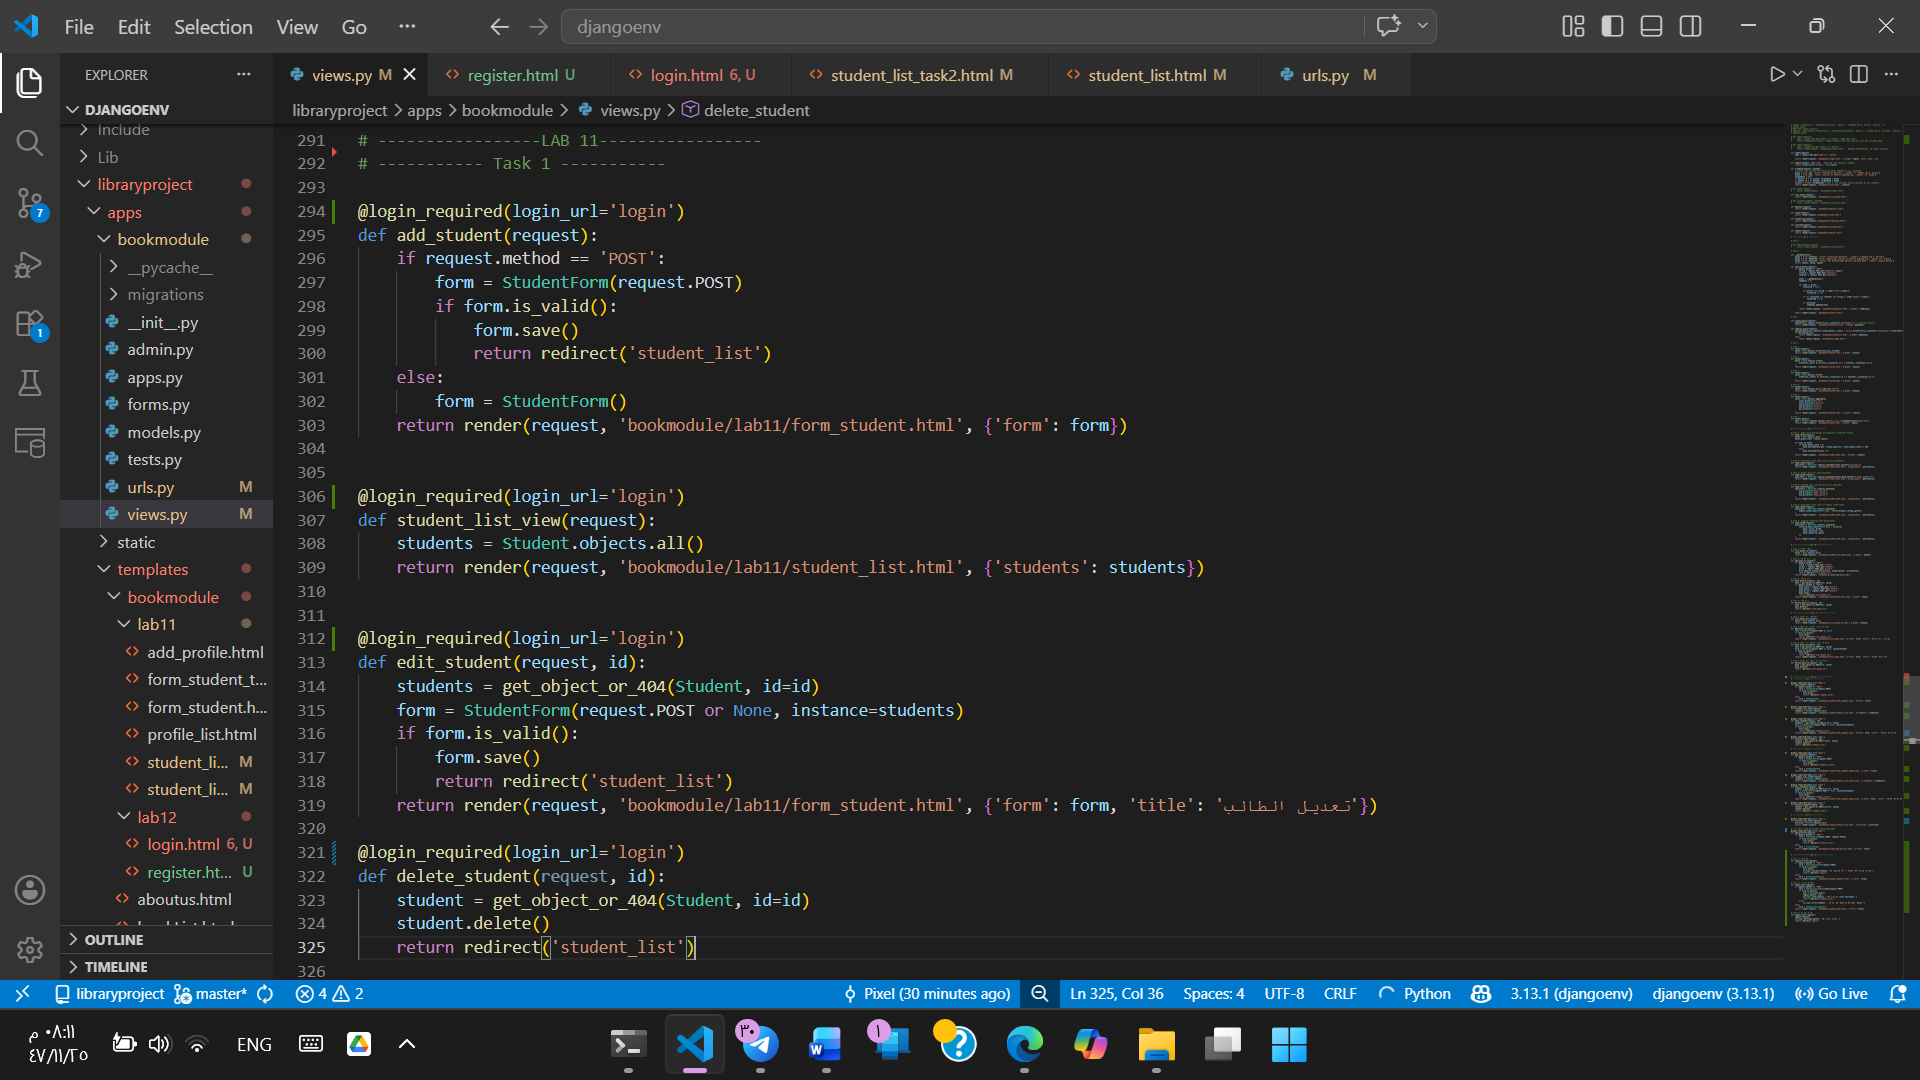 File Edit Selection View Go
djangoenv
EXPLORER
views.py M
register.html U
login.html 6, U
student_list_task2.html M
student_list.html M
urls.py M
DJANGOENV
libraryproject > apps > bookmodule > views.py > delete_student
Include
Lib
libraryproject
apps
bookmodule
__pycache__
migrations
__init__.py
admin.py
apps.py
forms.py
models.py
tests.py
urls.py M
views.py M
static
templates
bookmodule
lab11
add_profile.html
form_student_t...
form_student.h...
profile_list.html
student_li... M
student_li... M
lab12
login.html 6, U
register.ht... U
aboutus.html
OUTLINE
TIMELINE
7
1
291 # -----------------LAB 11-----------------
292 # ----------- Task 1 -----------
293
294 @login_required(login_url='login')
295 def add_student(request):
296     if request.method == 'POST':
297         form = StudentForm(request.POST)
298         if form.is_valid():
299             form.save()
300             return redirect('student_list')
301     else:
302         form = StudentForm()
303     return render(request, 'bookmodule/lab11/form_student.html', {'form': form})
304
305
306 @login_required(login_url='login')
307 def student_list_view(request):
308     students = Student.objects.all()
309     return render(request, 'bookmodule/lab11/student_list.html', {'students': students})
310
311
312 @login_required(login_url='login')
313 def edit_student(request, id):
314     students = get_object_or_404(Student, id=id)
315     form = StudentForm(request.POST or None, instance=students)
316     if form.is_valid():
317         form.save()
318         return redirect('student_list')
319     return render(request, 'bookmodule/lab11/form_student.html', {'form': form, 'title': 'تعديل الطالب'})
320
321 @login_required(login_url='login')
322 def delete_student(request, id):
323     student = get_object_or_404(Student, id=id)
324     student.delete()
325     return redirect('student_list')
326
libraryproject master* 4 2 Pixel (30 minutes ago) Ln 325, Col 36 Spaces: 4 UTF-8 CRLF Python 3.13.1 (djangoenv) djangoenv (3.13.1) Go Live
٠٨:١١ م
٤٧/١١/٢٥
ENG
٣٠
١